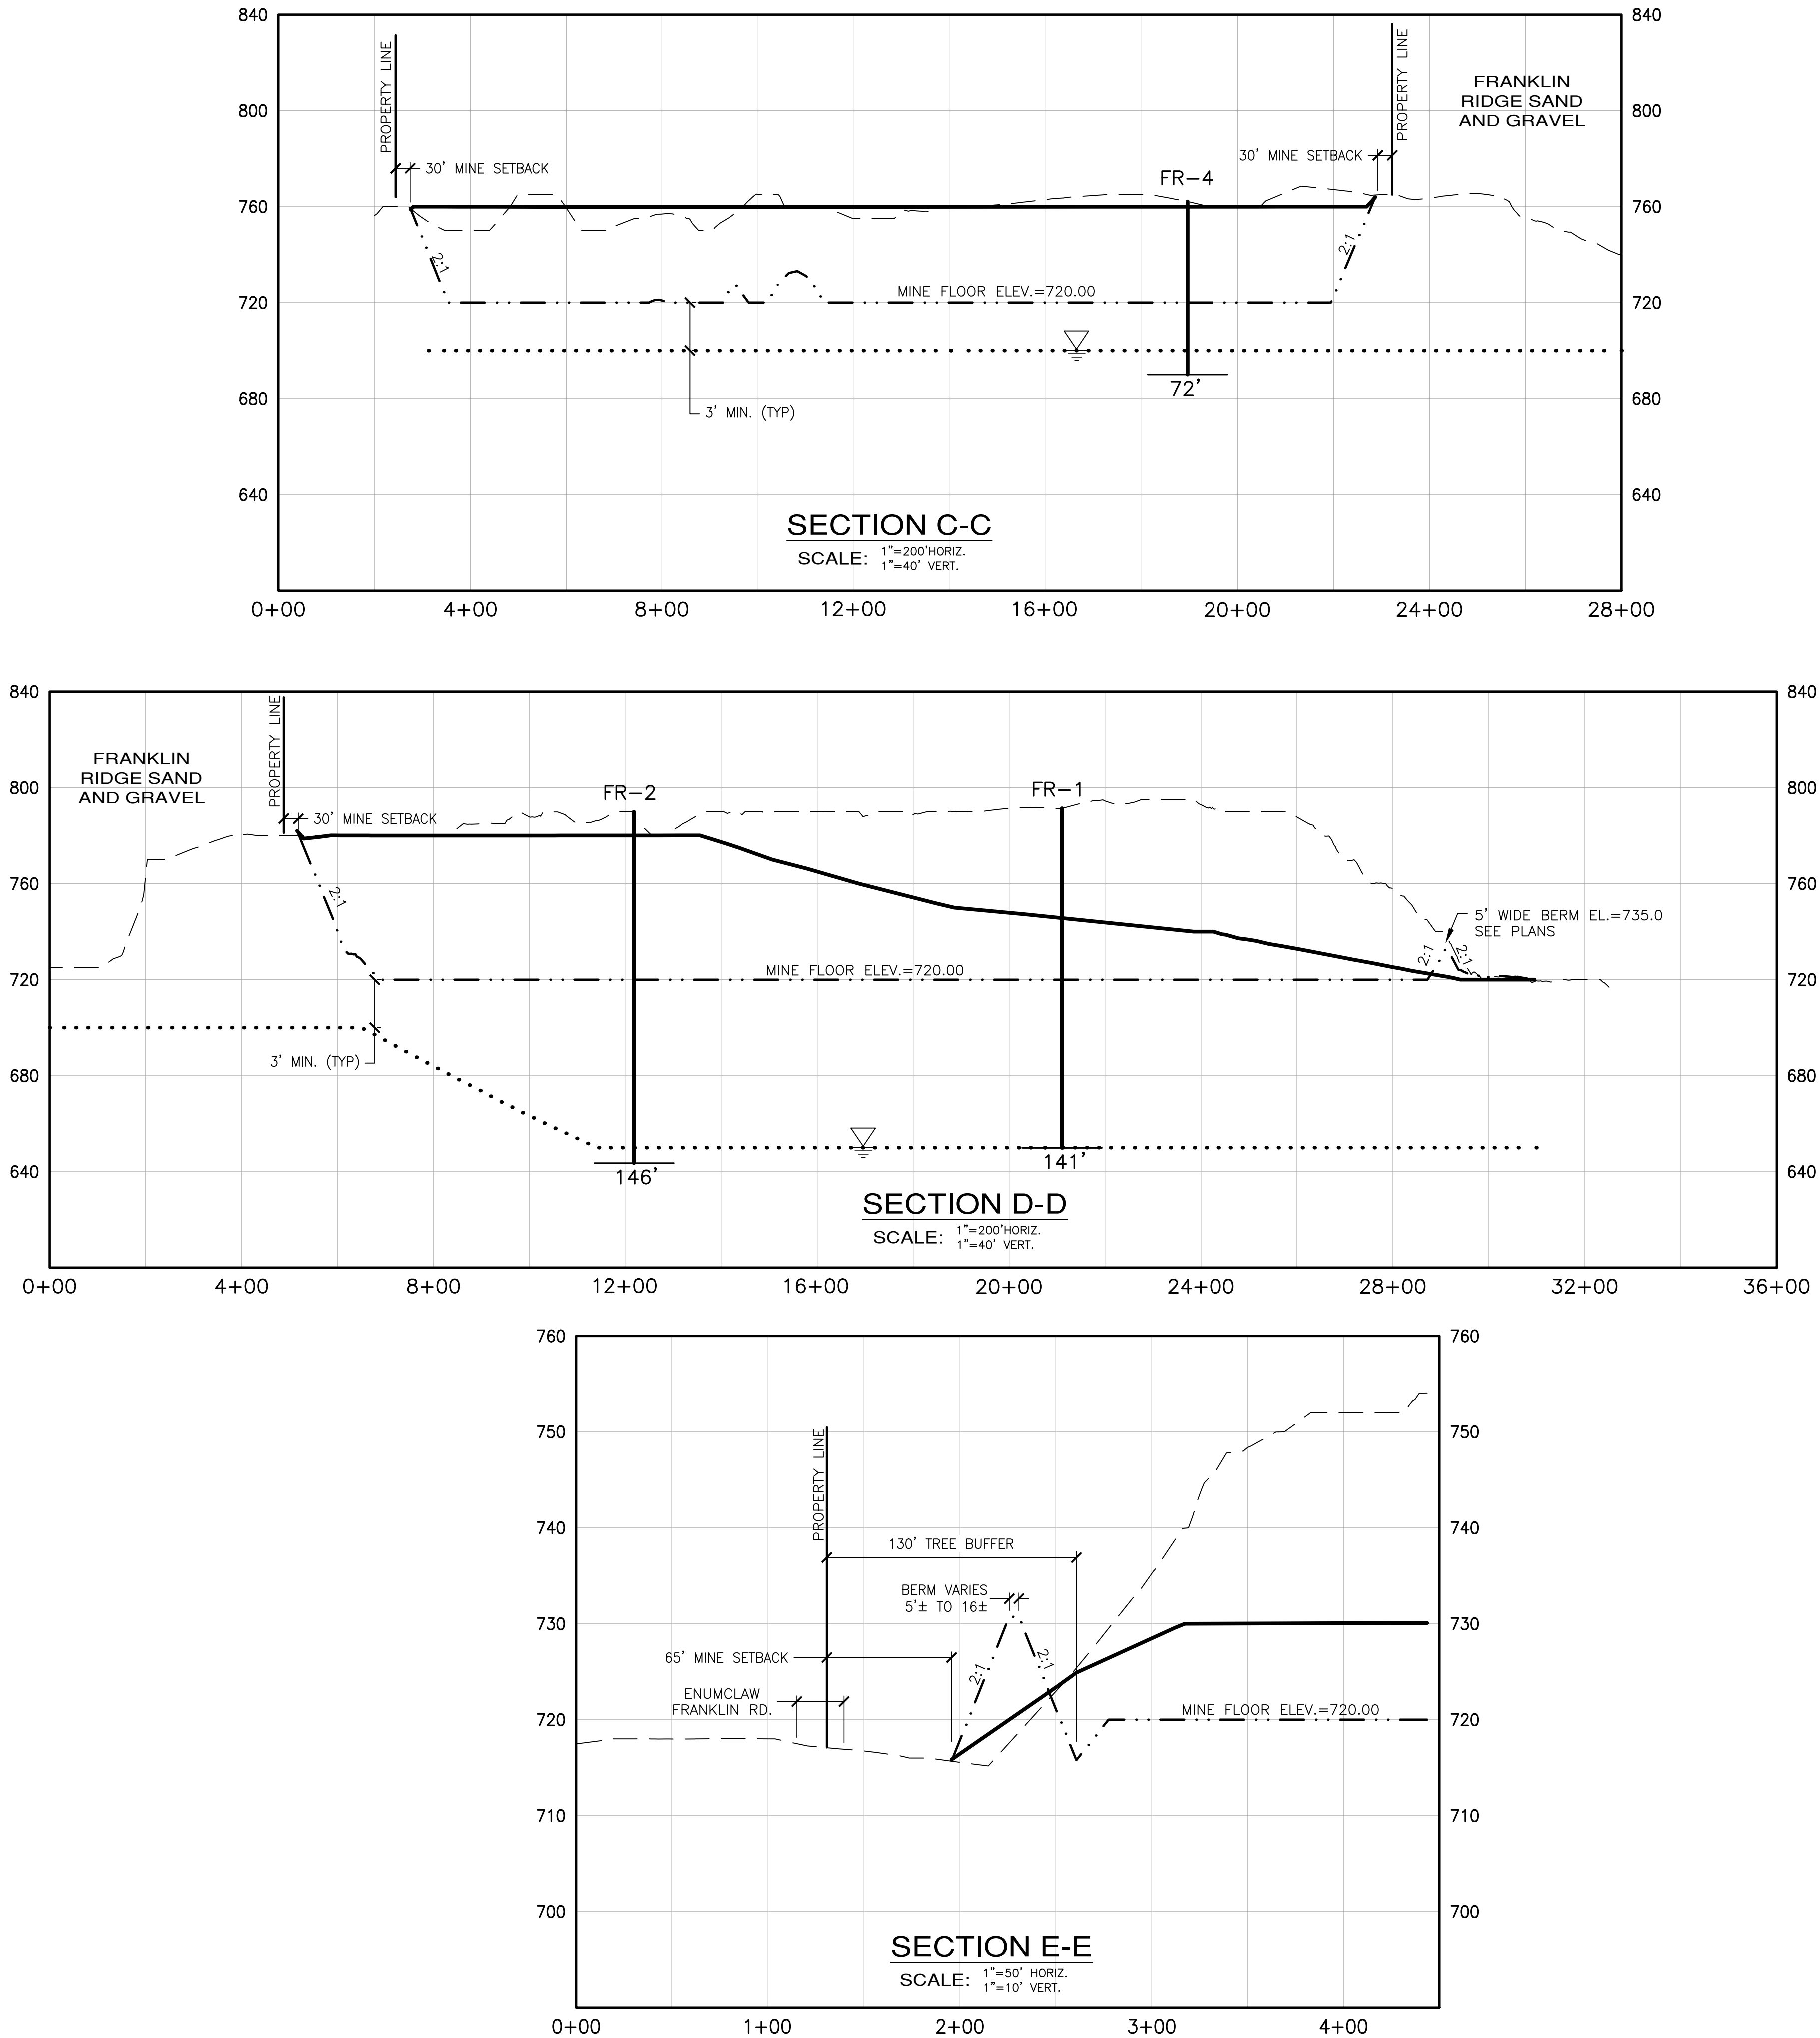 840
840
PROPERTY LINE
PROPERTY LINE
FRANKLIN
RIDGE SAND
AND GRAVEL
800
800
30' MINE SETBACK
30' MINE SETBACK
FR-4
760
760
2:1
2:1
MINE FLOOR ELEV.=720.00
720
720
72'
680
680
3' MIN. (TYP)
640
640
SECTION C-C
SCALE: 1"=200'HORIZ.
1"=40' VERT.
0+00 4+00 8+00 12+00 16+00 20+00 24+00 28+00
840
840
PROPERTY LINE
FRANKLIN
RIDGE SAND
AND GRAVEL
800
800
FR-2
FR-1
30' MINE SETBACK
760
760
2:1
5' WIDE BERM EL.=735.0
SEE PLANS
2:1
2:1
MINE FLOOR ELEV.=720.00
720
720
3' MIN. (TYP)
680
680
640
640
146'
141'
SECTION D-D
SCALE: 1"=200'HORIZ.
1"=40' VERT.
0+00 4+00 8+00 12+00 16+00 20+00 24+00 28+00 32+00 36+00
760
760
750
750
PROPERTY LINE
740
740
130' TREE BUFFER
BERM VARIES
5'± TO 16±
730
730
65' MINE SETBACK
2:1
2:1
ENUMCLAW
FRANKLIN RD.
MINE FLOOR ELEV.=720.00
720
720
710
710
700
700
SECTION E-E
SCALE: 1"=50' HORIZ.
1"=10' VERT.
0+00 1+00 2+00 3+00 4+00